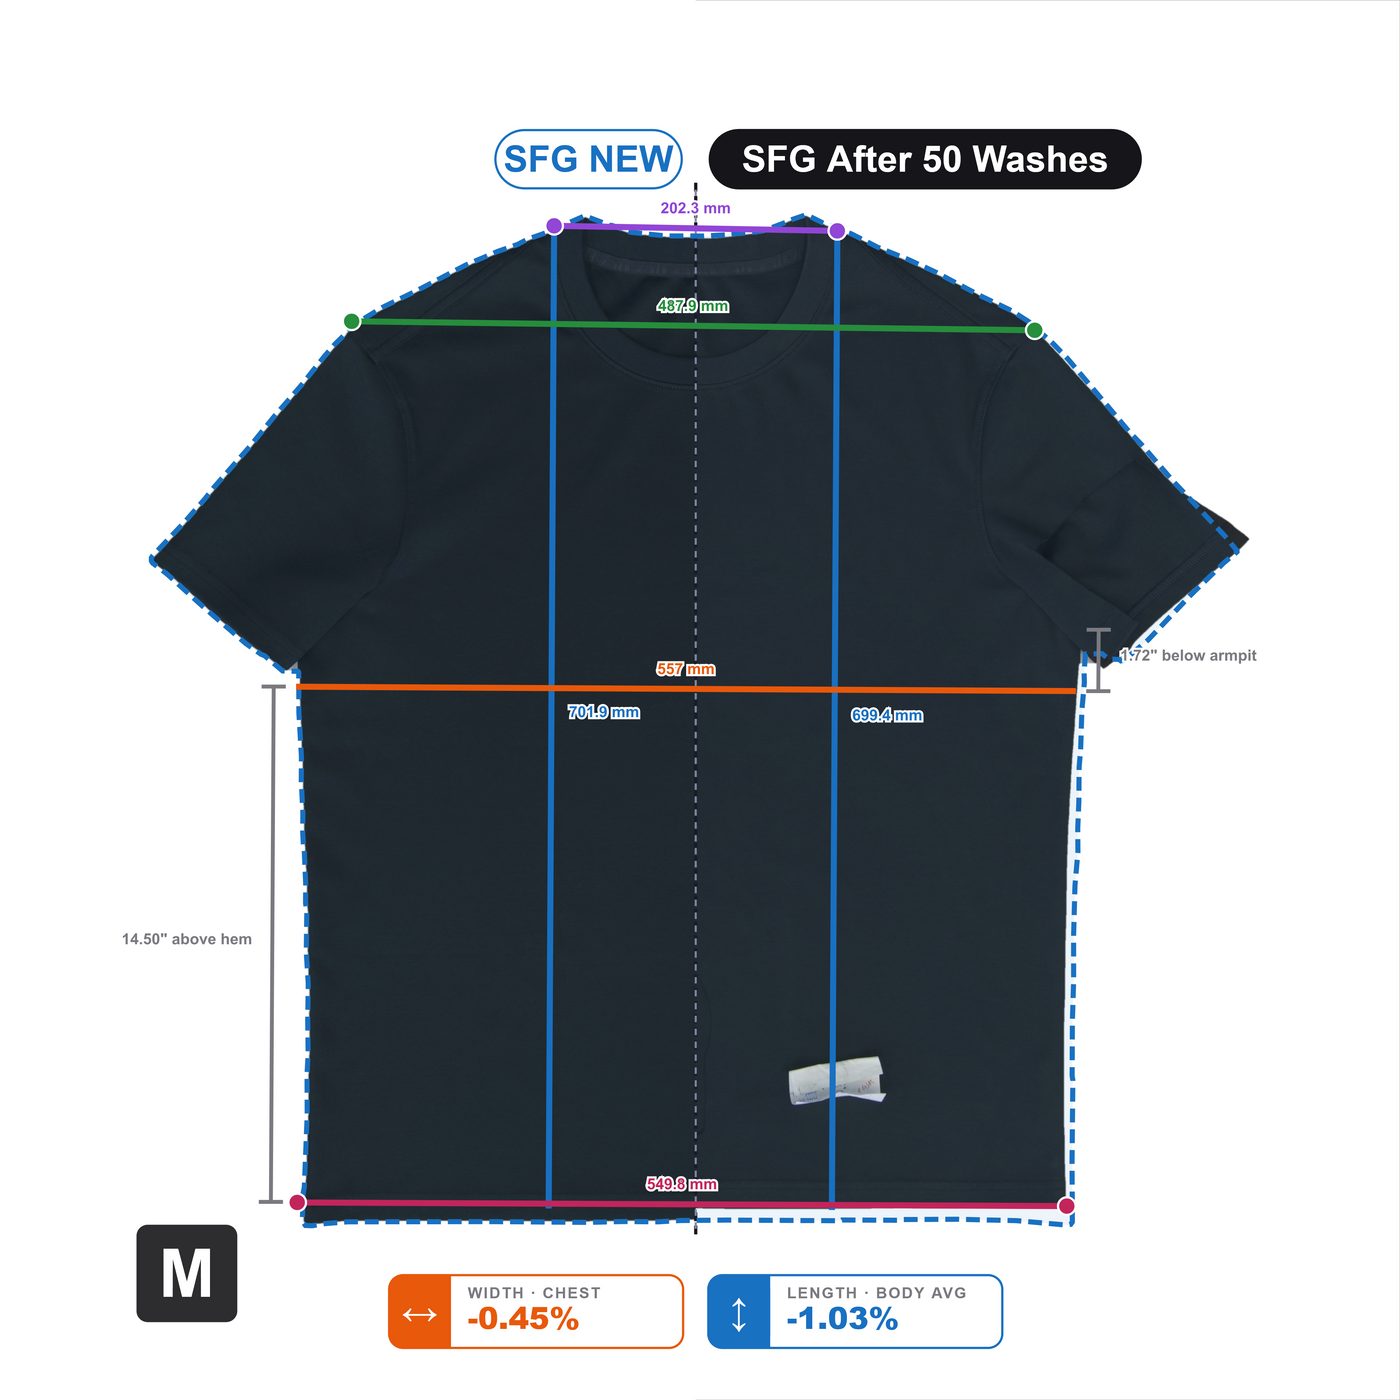 SFG NEW
SFG After 50 Washes
202.3 mm
487.9 mm
1.72" below armpit
557 mm
701.9 mm
699.4 mm
14.50" above hem
549.8 mm
M
WIDTH · CHEST
-0.45%
LENGTH · BODY AVG
-1.03%